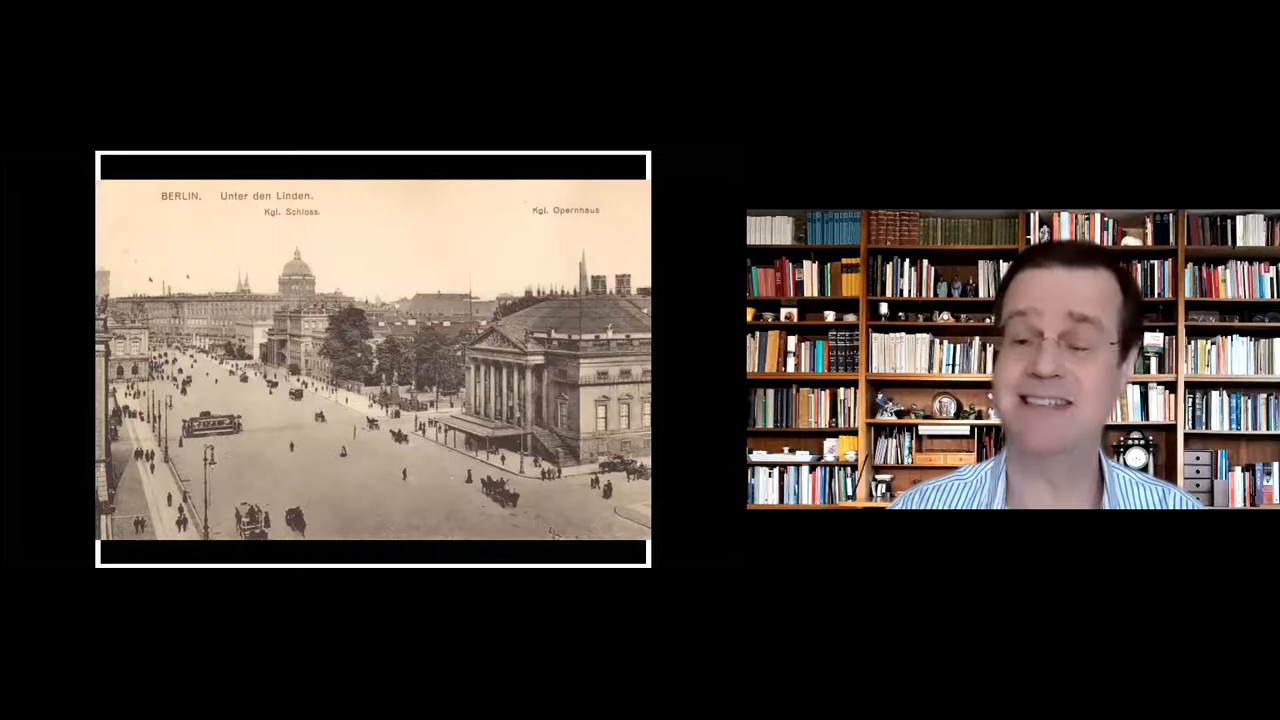 BERLIN. Unter den Linden.
Kgl. Schloss.
Kgl. Opernhaus